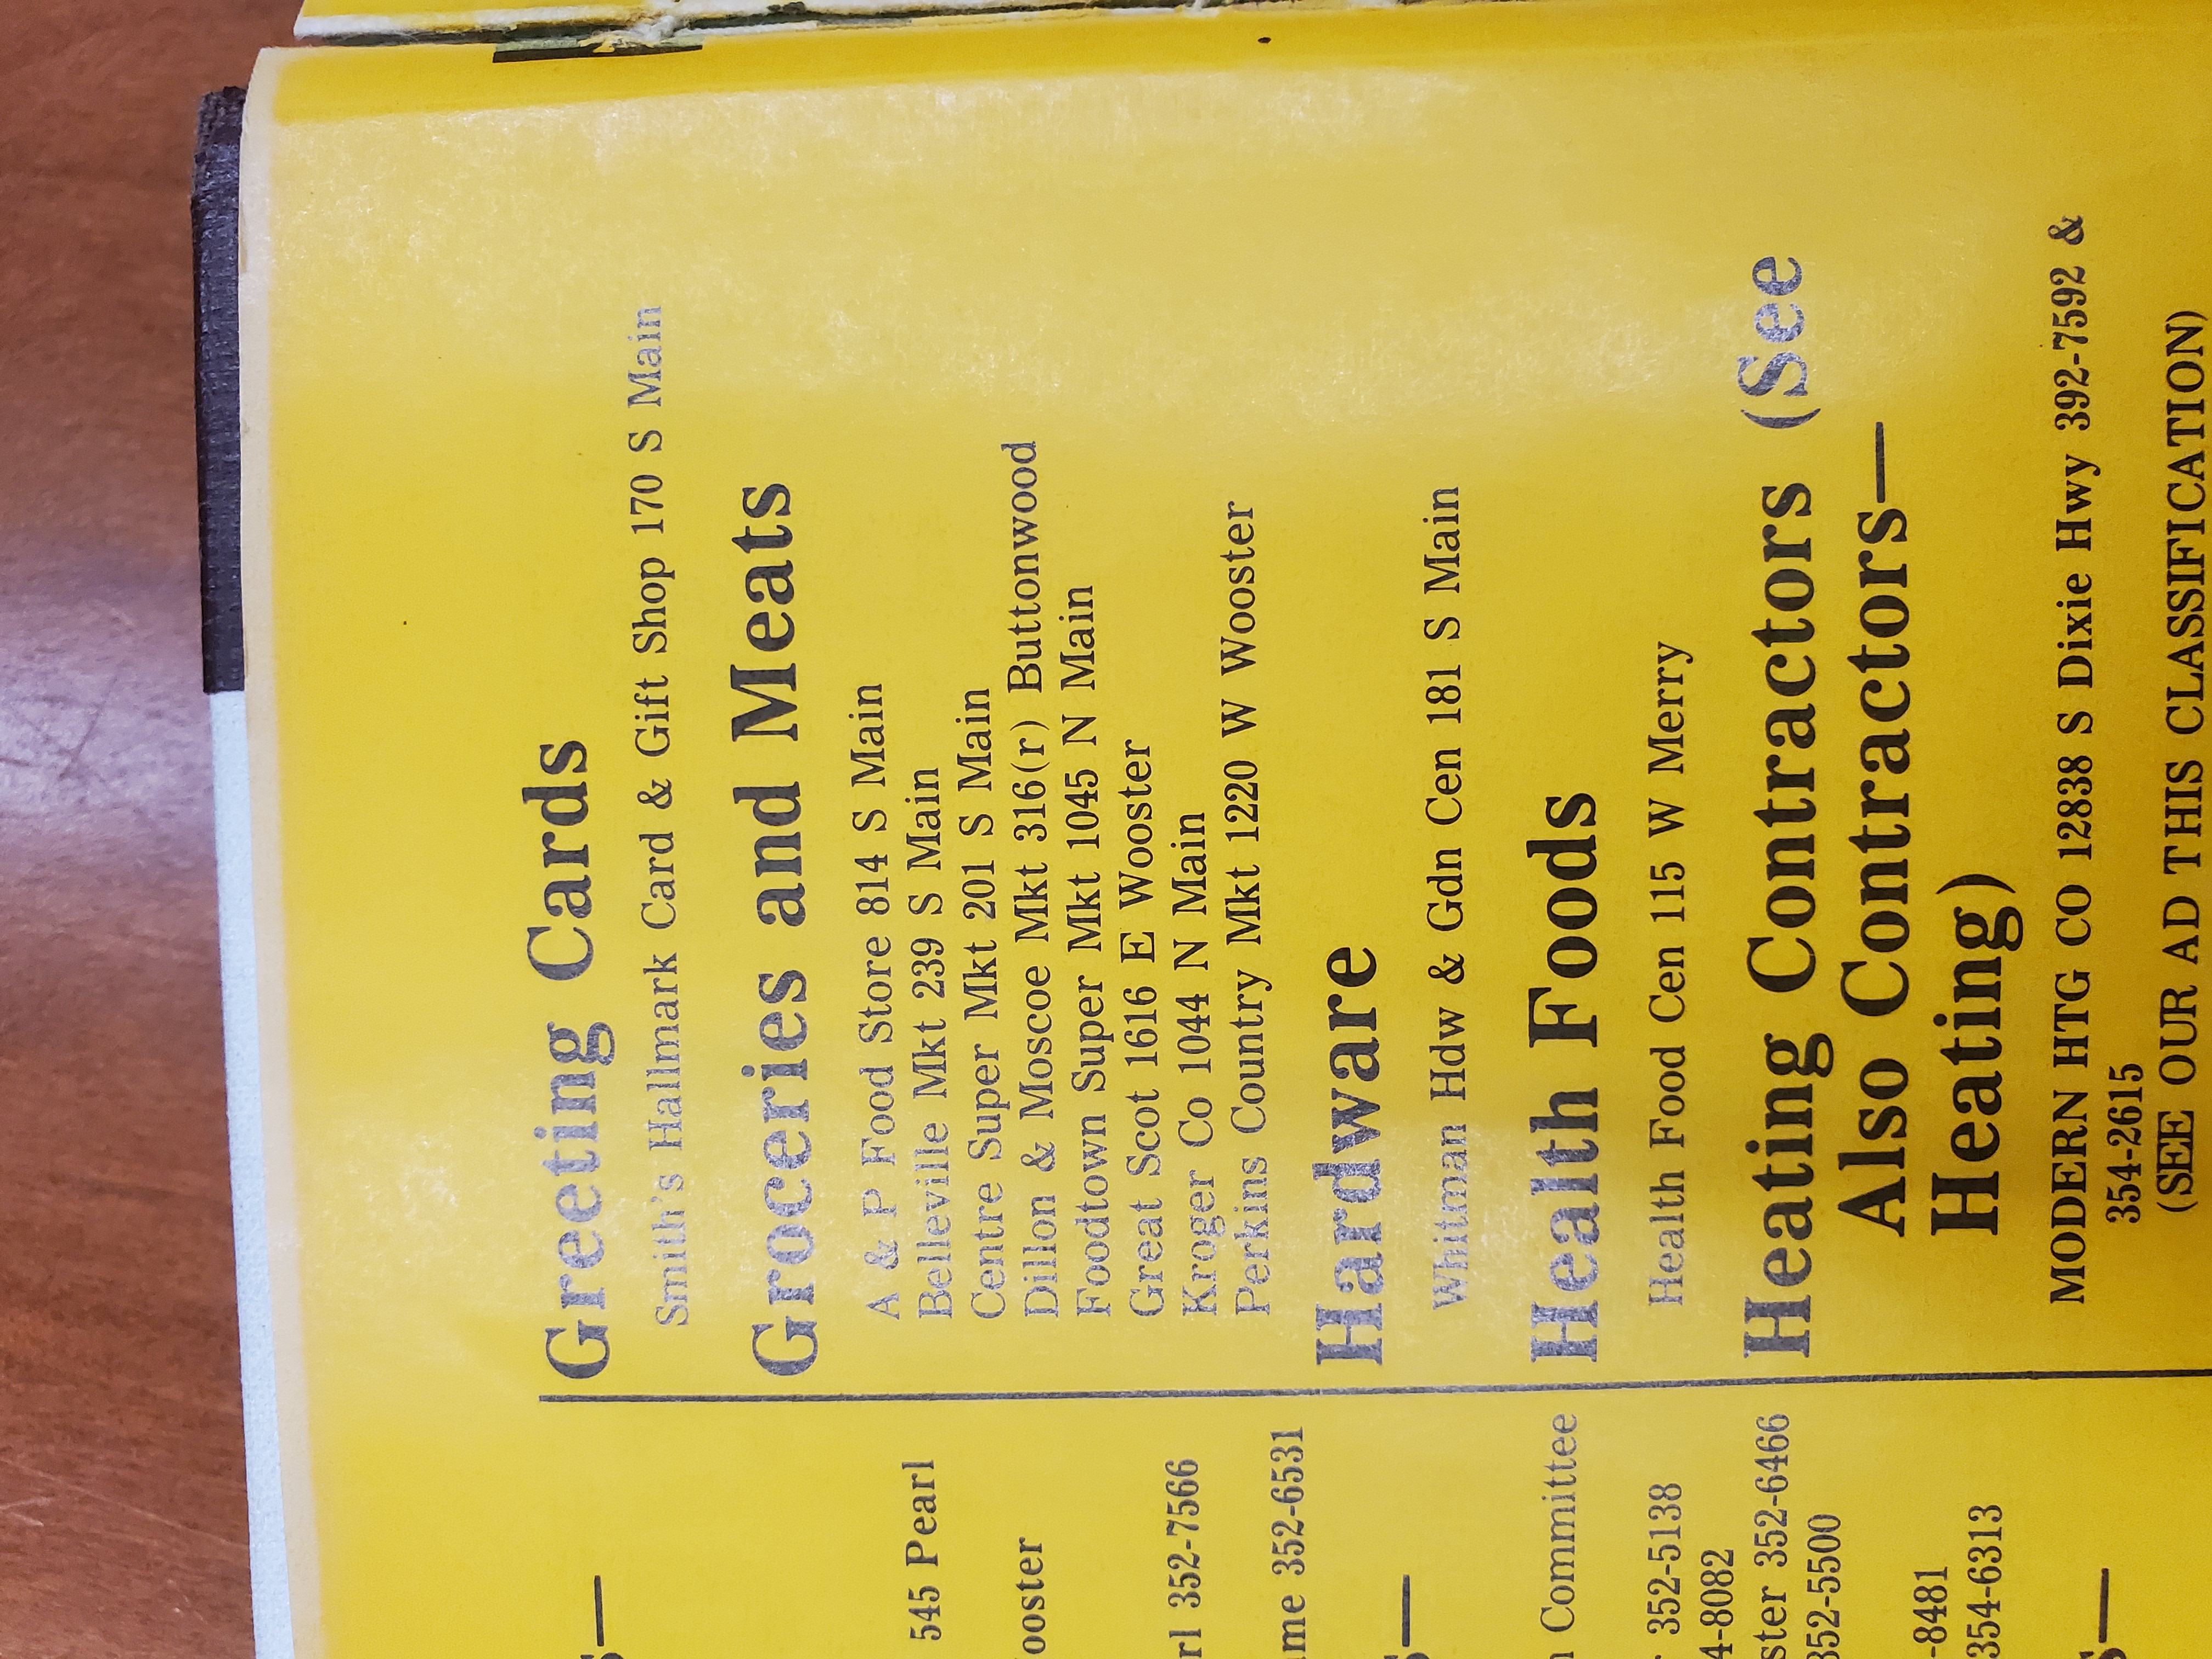 545 Pearl
352-7566
352-6531
Committee
352-5138
352-6466
352-5500
354-6313
Greeting Cards
Smith's Hallmark Card & Gift Shop 170 S Main
Groceries and Meats
A & P Food Store 814 S Main
Belleville Mkt 239 S Main
Centre Super Mkt 201 S Main
Dillon & Moscoe Mkt 316(r) Buttonwood
Foodtown Super Mkt 1045 N Main
Great Scot 1616 E Wooster
Kroger Co 1044 N Main
Perkins Country Mkt 1220 W Wooster
Hardware
Whitman Hdw & Gdn Cen 181 S Main
Health Foods
Health Food Cen 115 W Merry
Heating Contractors (See
Also Contractors—
Heating)
MODERN HTG CO 12838 S Dixie Hwy 392-7592 &
354-2615
(SEE OUR AD THIS CLASSIFICATION)